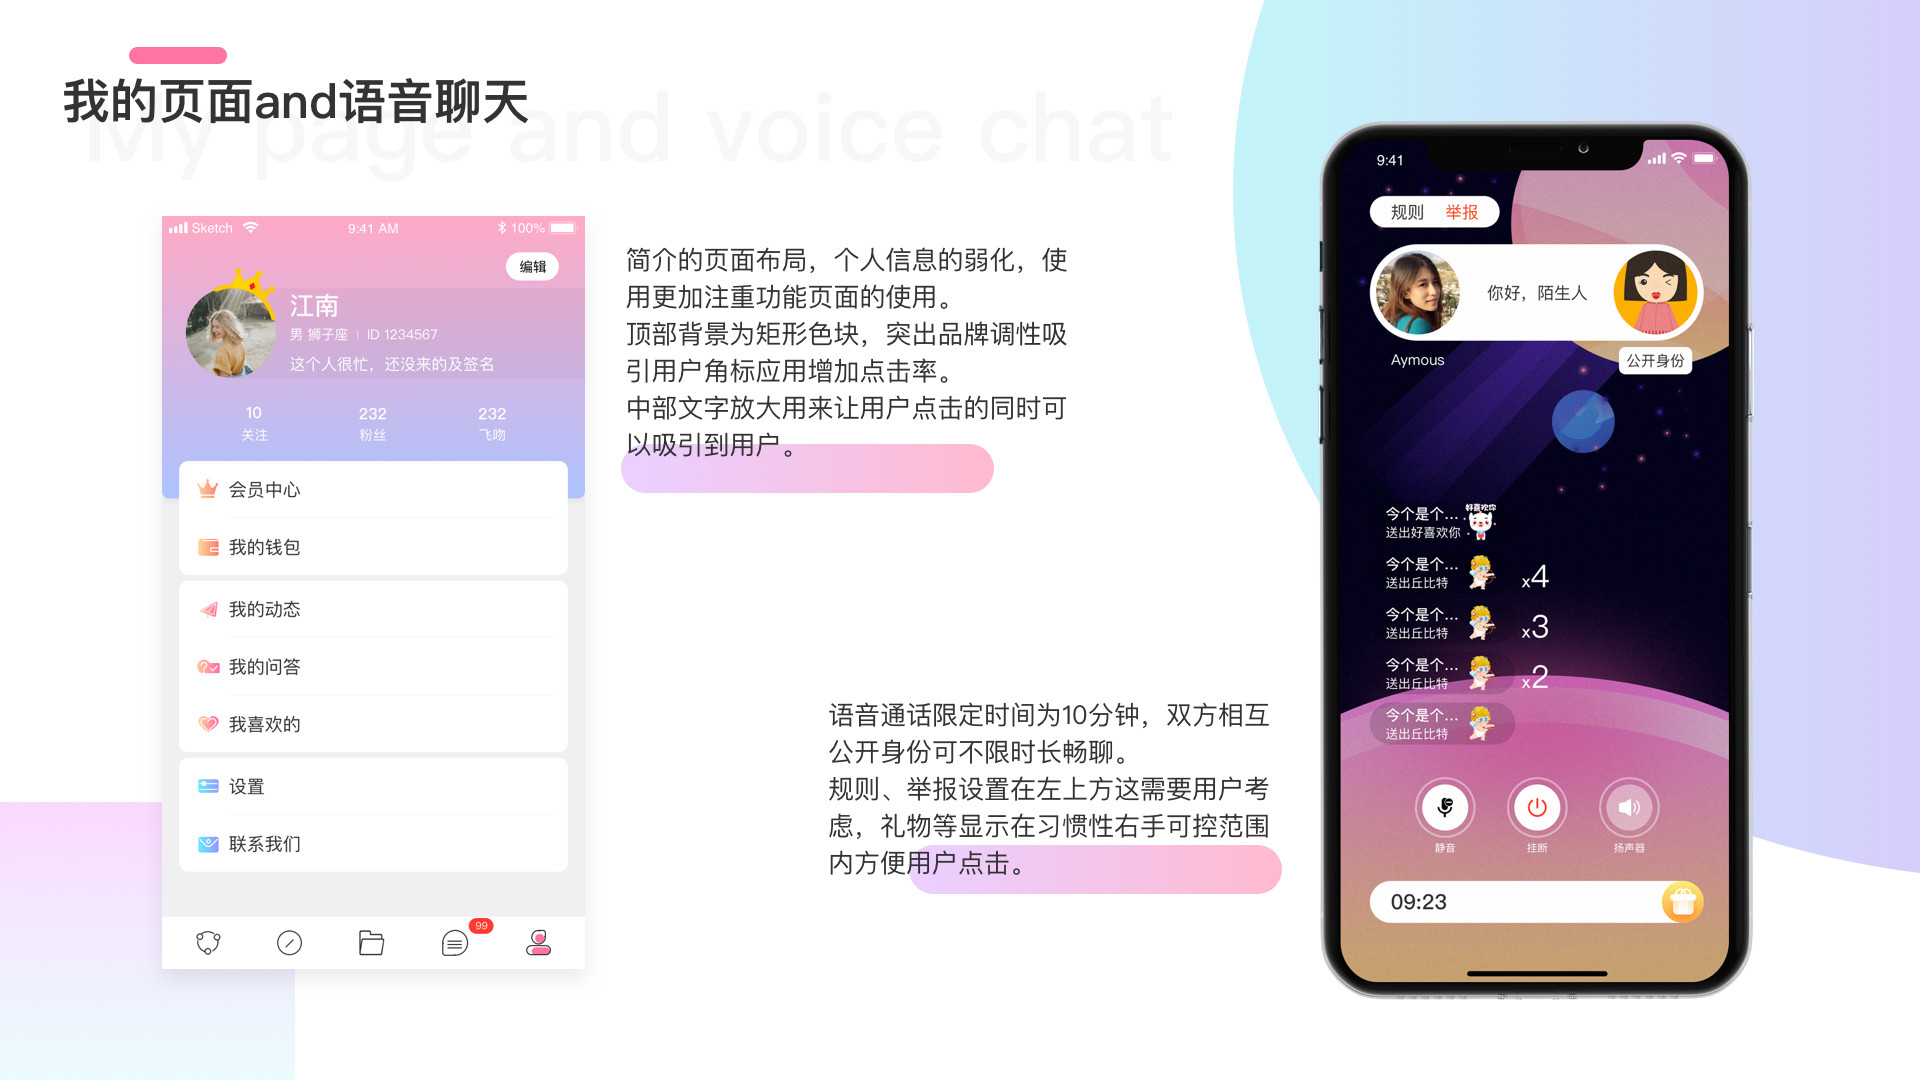 我的页面and语音聊天
My page and voice chat
Sketch
9:41 AM
100%
编辑
江南
男 狮子座 | ID 1234567
这个人很忙，还没来的及签名
10
232
232
关注
粉丝
飞吻
会员中心
我的钱包
我的动态
我的问答
我喜欢的
设置
联系我们
99
简介的页面布局，个人信息的弱化，使
用更加注重功能页面的使用。
顶部背景为矩形色块，突出品牌调性吸
引用户角标应用增加点击率。
中部文字放大用来让用户点击的同时可
以吸引到用户。
语音通话限定时间为10分钟，双方相互
公开身份可不限时长畅聊。
规则、举报设置在左上方这需要用户考
虑，礼物等显示在习惯性右手可控范围
内方便用户点击。
9:41
规则 举报
你好，陌生人
Aymous
公开身份
今个是个...
好喜欢你
送出好喜欢你
今个是个...
送出丘比特
x4
今个是个...
送出丘比特
x3
今个是个...
送出丘比特
x2
今个是个...
送出丘比特
静音
挂断
扬声器
09:23